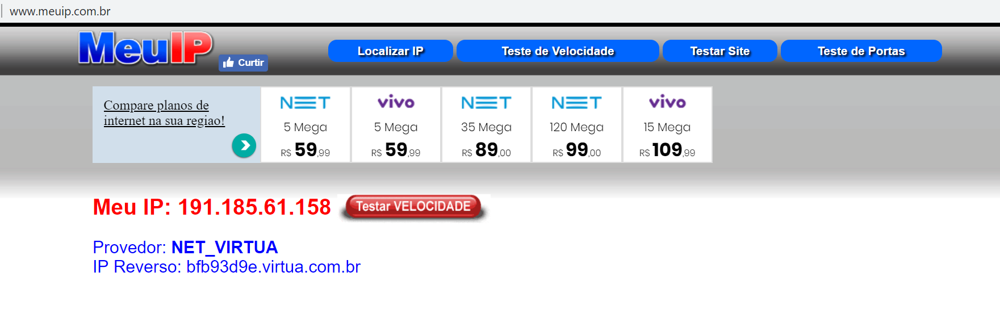 www.meuip.com.br
MeuIP
Curtir
Localizar IP
Teste de Velocidade
Testar Site
Teste de Portas
Compare planos de
internet na sua regiao!
NET
5 Mega
R$ 59,99
vivo
5 Mega
R$ 59,99
NET
35 Mega
R$ 89,00
NET
120 Mega
R$ 99,00
vivo
15 Mega
R$ 109,99
Meu IP: 191.185.61.158
Testar VELOCIDADE
Provedor: NET_VIRTUA
IP Reverso: bfb93d9e.virtua.com.br